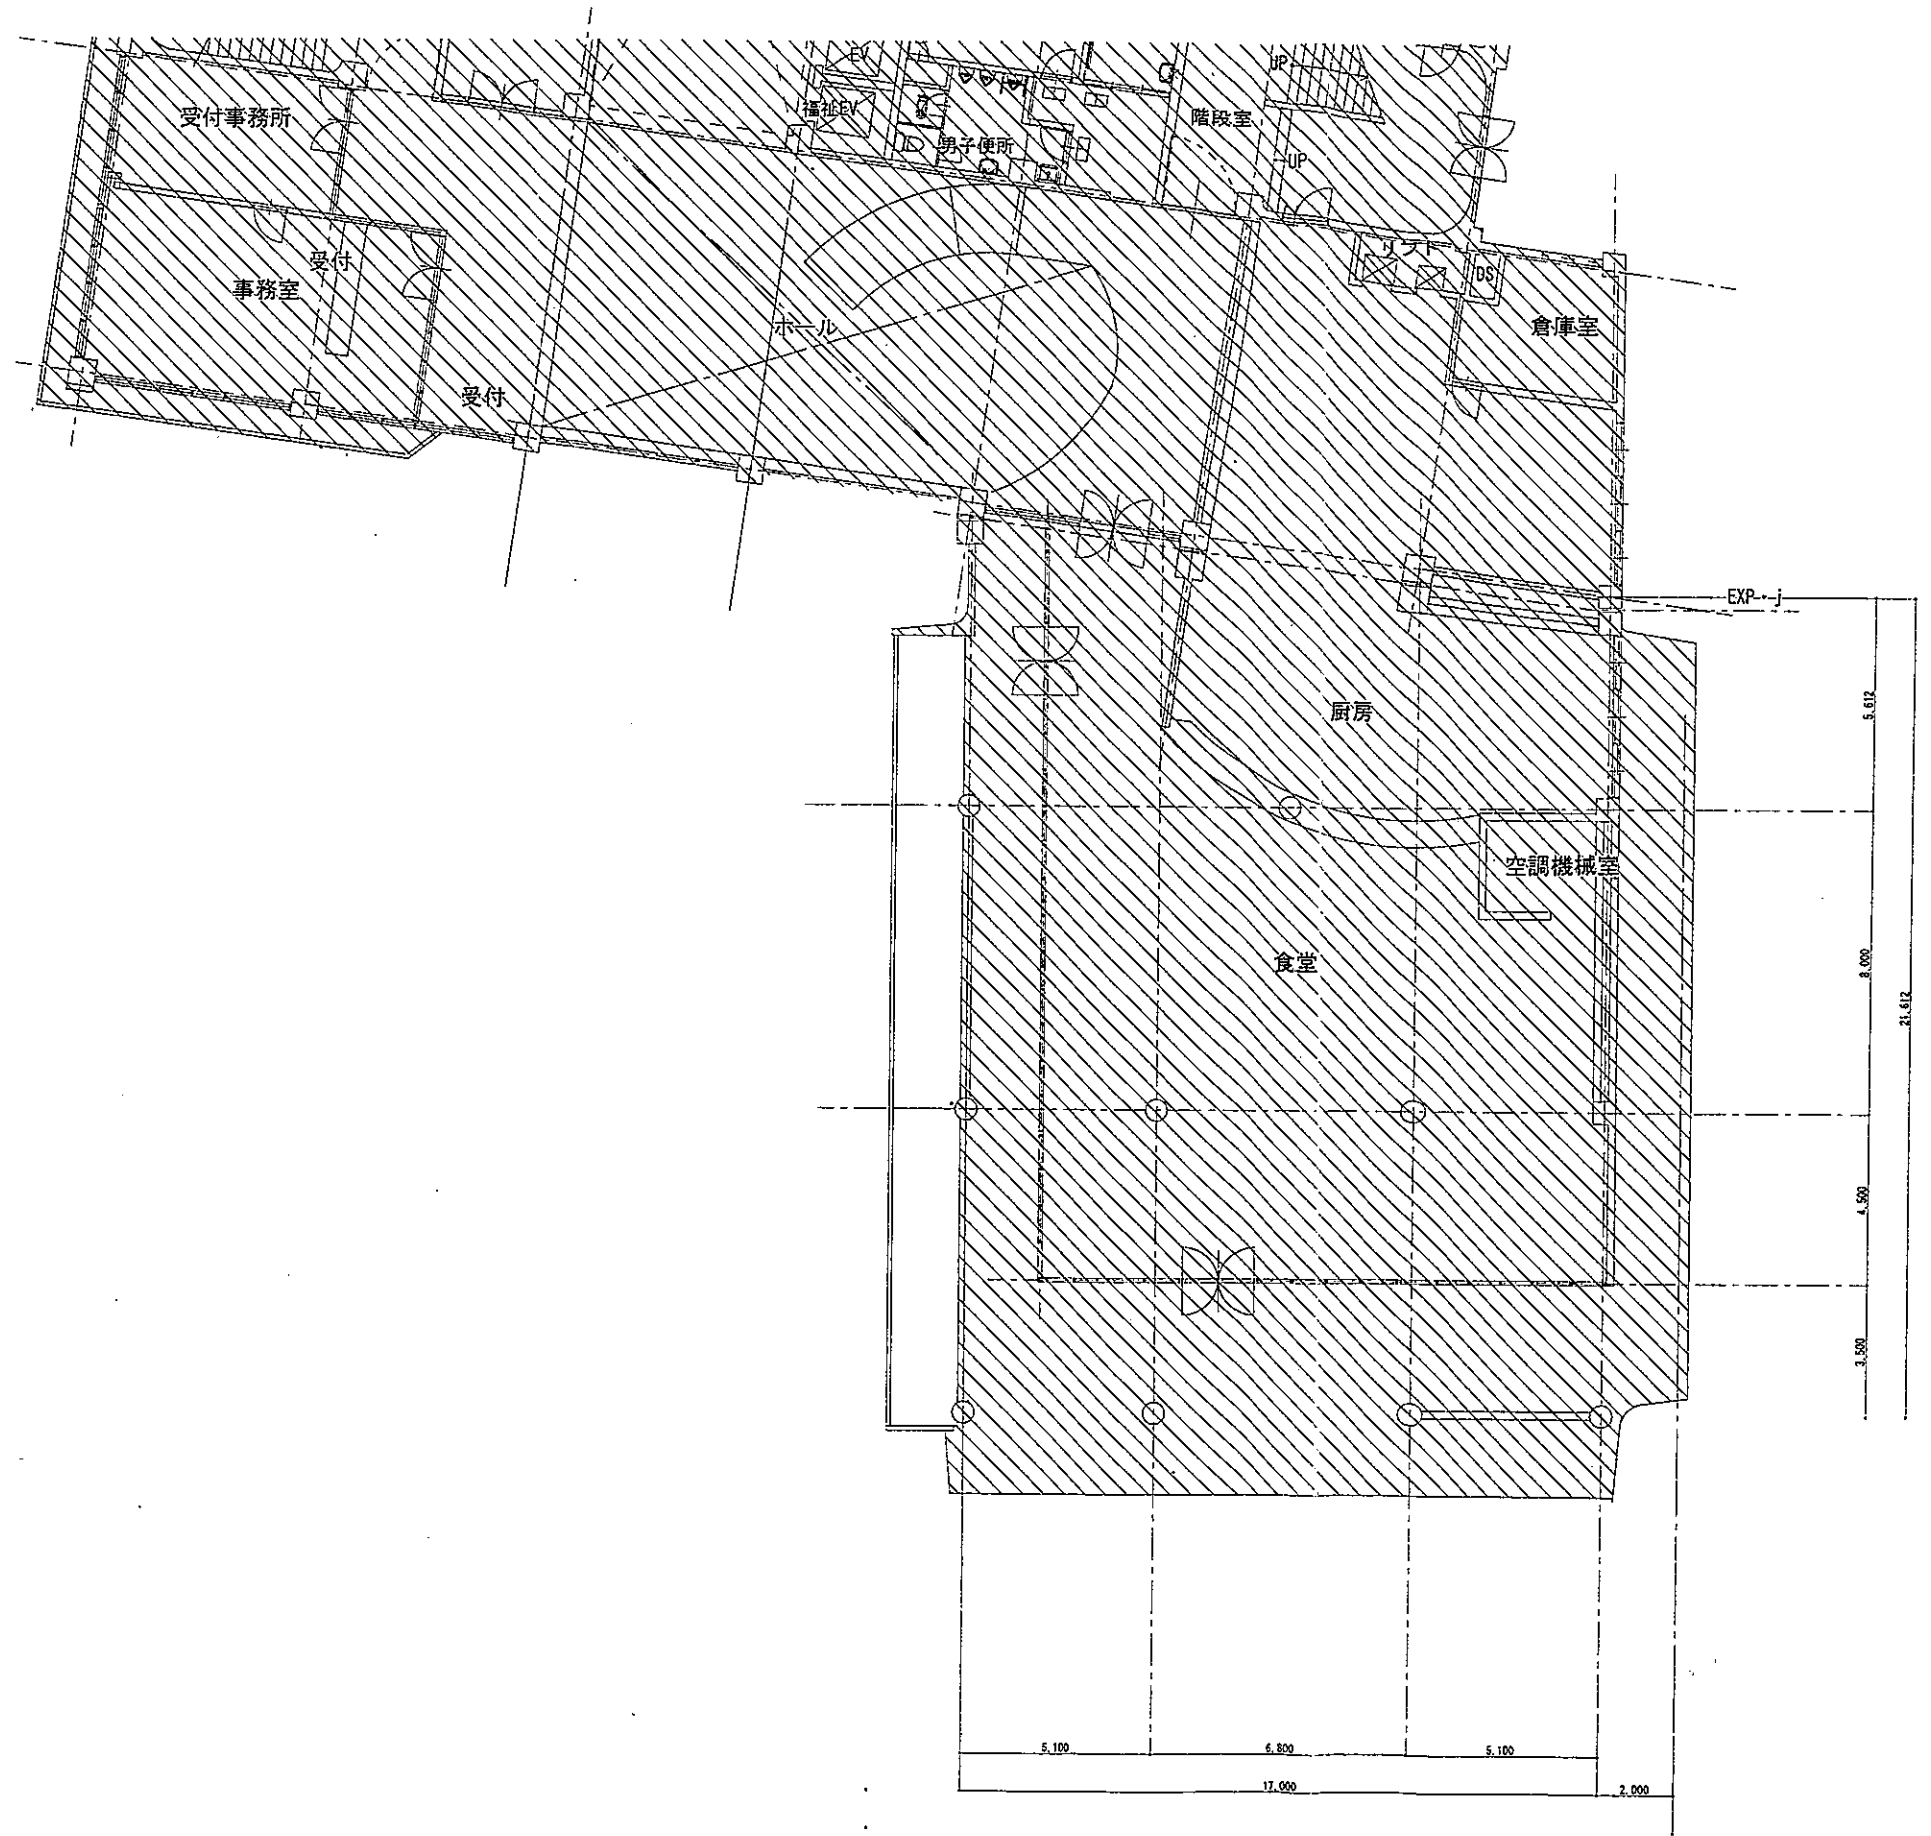 EV
UP
受付事務所
福祉EV
階段室
男子便所
UP
リフト
受付
DS
事務室
ホール
倉庫室
受付
EXP・j
5,612
厨房
空調機械室
食堂
8,000
21,612
4,500
3,500
5,100
6,800
5,100
17,000
2,000